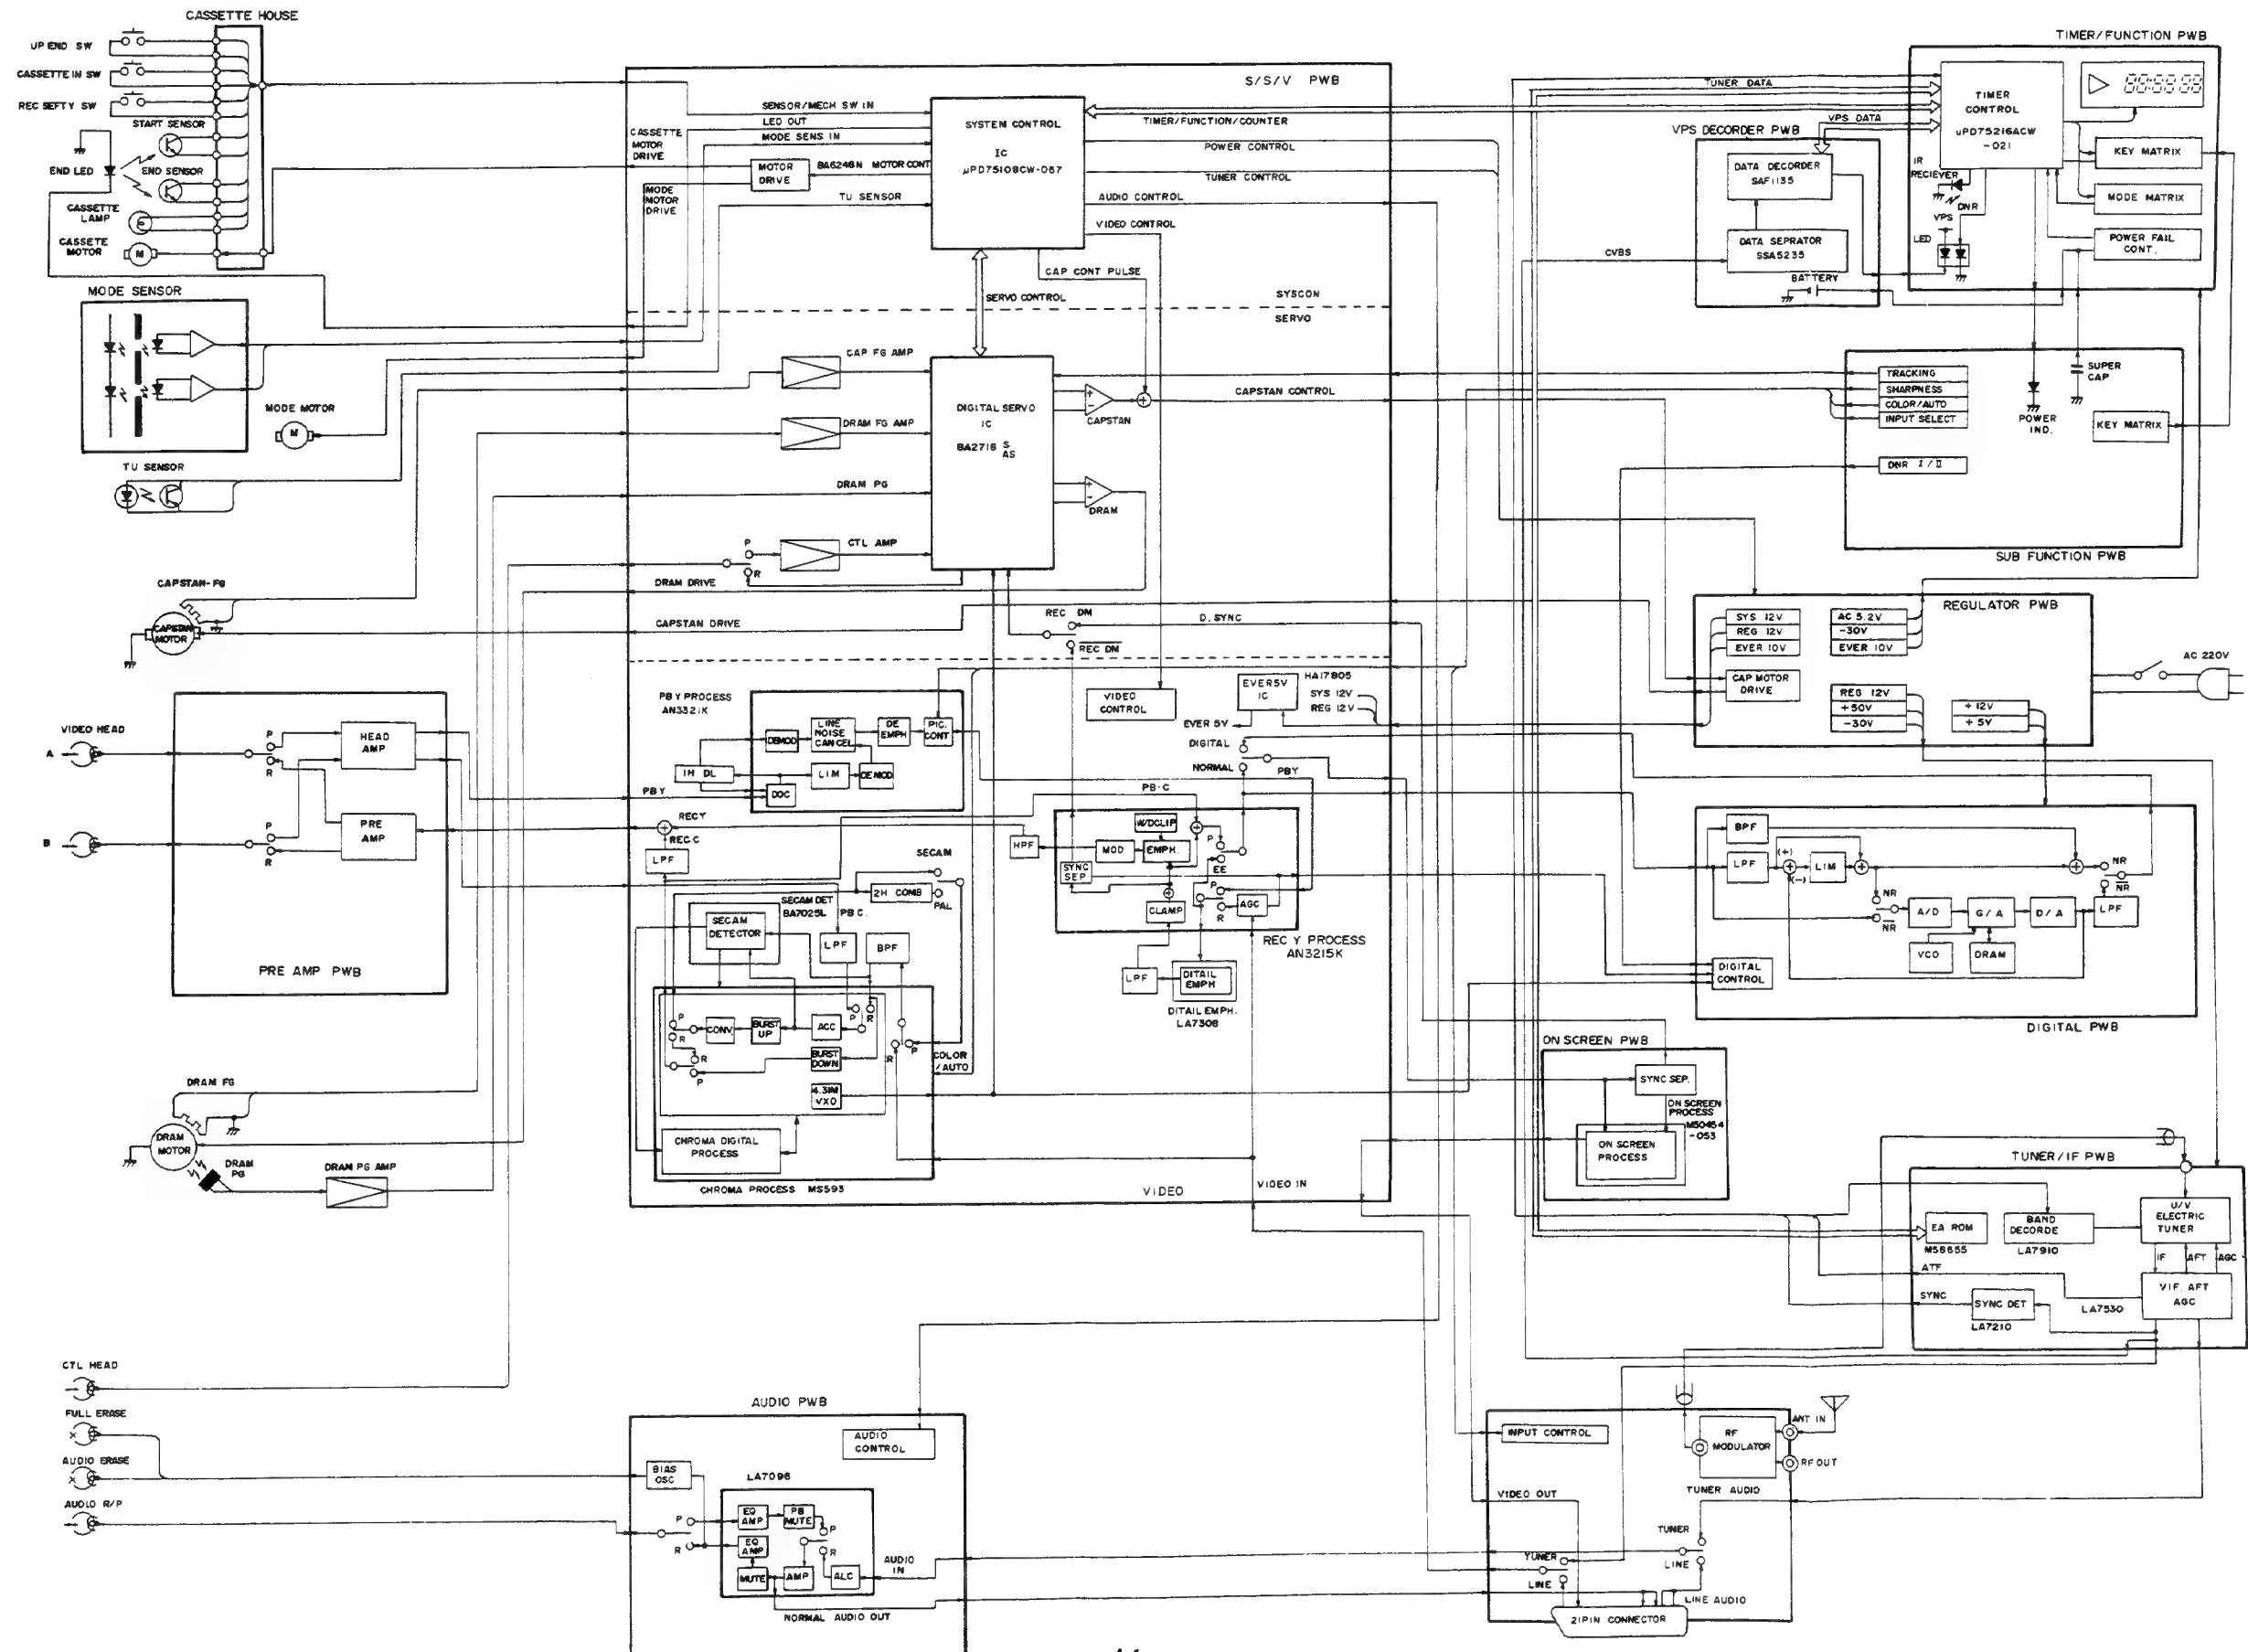 CASSETTE HOUSE
UP END SW
CASSETTE IN SW
REC SEFTY SW
START SENSOR
END LED
END SENSOR
CASSETTE
LAMP
CASSETE
MOTOR
M
MODE SENSOR
MODE MOTOR
M
TU SENSOR
CAPSTAN-FG
CAPSTAN
MOTOR
VIDEO HEAD
A
B
P
R
P
R
HEAD
AMP
PRE
AMP
PRE AMP PWB
DRAM FG
DRAM
MOTOR
DRAM
PG
DRAM PG AMP
CTL HEAD
FULL ERASE
AUDIO ERASE
AUDIO R/P
S/S/V PWB
SENSOR/MECH SW IN
LED OUT
MODE SENS IN
CASSETTE
MOTOR
DRIVE
MOTOR
DRIVE
BA6248N MOTOR CONT
MODE
MOTOR
DRIVE
TU SENSOR
SYSTEM CONTROL
IC
µPD75108CW-067
TIMER/FUNCTION/COUNTER
POWER CONTROL
TUNER CONTROL
AUDIO CONTROL
VIDEO CONTROL
CAP CONT PULSE
SERVO CONTROL
SYSCON
SERVO
CAP FG AMP
DRAM FG AMP
DRAM PG
CTL AMP
P
R
DRAM DRIVE
DIGITAL SERVO
IC
BA2716 S
AS
+
-
CAPSTAN
+
-
DRAM
CAPSTAN CONTROL
CAPSTAN DRIVE
REC DM
REC DM
D.SYNC
PB Y PROCESS
AN3321K
DEMOD
LINE
NOISE
CANCEL
DE
EMPH
PIC.
CONT
1H DL
LIM
DEMOD
DOC
PB Y
VIDEO
CONTROL
EVER5V
IC
HA17805
SYS 12V
REG 12V
EVER 5V
DIGITAL
NORMAL
PBY
PB-C
REC Y
REC C
LPF
HPF
W/DCLIP
MOD
EMPH.
SYNC
SEP
CLAMP
P
EE
P
R
AGC
REC Y PROCESS
AN3215K
LPF
DITAIL
EMPH
DITAIL EMPH.
LA7308
SECAM
2H COMB
PAL
SECAM DET
BA7025L
PB C.
SECAM
DETECTOR
LPF
BPF
P
R
CONV.
BURST
UP
ACC
P
R
R
P
R
P
BURST
DOWN
4.31M
VXO
COLOR
/AUTO
CHROMA DIGITAL
PROCESS
CHROMA PROCESS MS593
VIDEO
VIDEO IN
AUDIO PWB
AUDIO
CONTROL
BIAS
OSC
LA7096
P
R
EQ
AMP
PB
MUTE
EQ
AMP
P
R
MUTE
AMP
ALC
AUDIO
IN
NORMAL AUDIO OUT
TIMER/FUNCTION PWB
TUNER DATA
TIMER
CONTROL
µPD75216ACW
-021
VPS DATA
VPS DECORDER PWB
DATA DECORDER
SAF1135
DATA SEPRATOR
SSA5235
BATTERY
CVBS
IR
RECIEVER
DNR
VPS
LED
KEY MATRIX
MODE MATRIX
POWER FAIL
CONT.
TRACKING
SHARPNESS
COLOR/AUTO
INPUT SELECT
DNR I/II
POWER
IND.
SUPER
CAP
KEY MATRIX
SUB FUNCTION PWB
REGULATOR PWB
SYS 12V
REG 12V
EVER 10V
AC 5.2V
-30V
EVER 10V
CAP MOTOR
DRIVE
REG 12V
+50V
-30V
+12V
+5V
AC 220V
BPF
LPF
(+)
(-)
LIM
NR
NR
NR
NR
A/D
G/A
D/A
LPF
VCO
DRAM
DIGITAL
CONTROL
DIGITAL PWB
ON SCREEN PWB
SYNC SEP.
ON SCREEN
PROCESS
M50454
-053
ON SCREEN
PROCESS
TUNER/IF PWB
EA ROM
M58655
BAND
DECORDE
LA7910
U/V
ELECTRIC
TUNER
IF
AFT
AGC
ATF
SYNC
SYNC DET
LA7210
LA7530
VIF, AFT
AGC
INPUT CONTROL
RF
MODULATOR
ANT IN
RF OUT
TUNER AUDIO
VIDEO OUT
TUNER
LINE
TUNER
LINE
LINE AUDIO
21PIN CONNECTOR